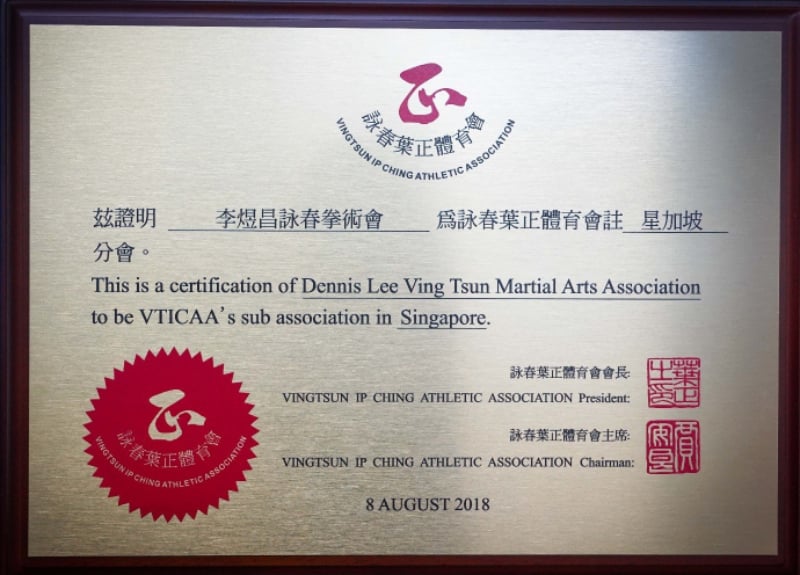 正
詠春葉正體育會
VINGTSUN IP CHING ATHLETIC ASSOCIATION
茲證明 李煜昌詠春拳術會 爲詠春葉正體育會註 星加坡
分會。
This is a certification of Dennis Lee Ving Tsun Martial Arts Association
to be VTICAA's sub association in Singapore.
正
詠春葉正體育會
VINGTSUN IP CHING ATHLETIC ASSOCIATION
詠春葉正體育會會長:
VINGTSUN IP CHING ATHLETIC ASSOCIATION President:
詠春葉正體育會主席:
VINGTSUN IP CHING ATHLETIC ASSOCIATION Chairman:
8 AUGUST 2018